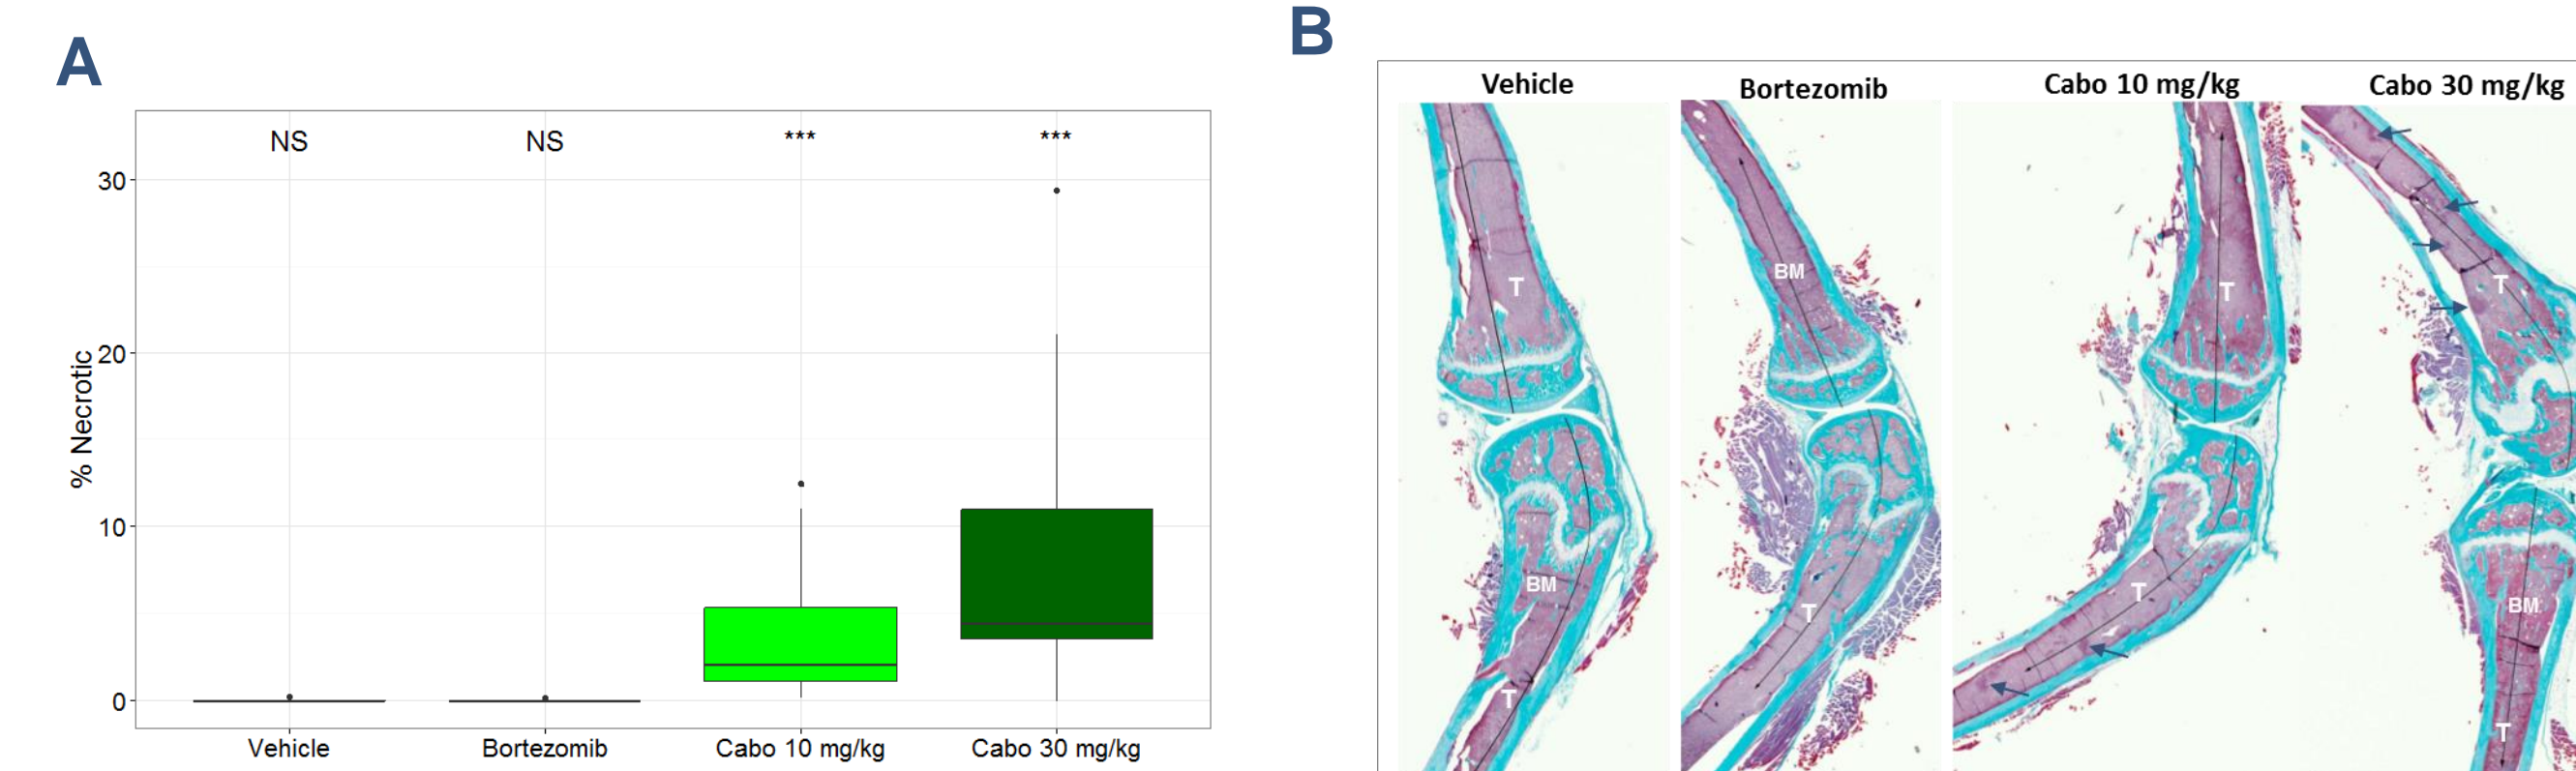 A
NS
NS
***
***
30
20
10
0
% Necrotic
Vehicle
Bortezomib
Cabo 10 mg/kg
Cabo 30 mg/kg
B
Vehicle
Bortezomib
Cabo 10 mg/kg
Cabo 30 mg/kg
T
BM
T
BM
T
T
T
T
BM
T